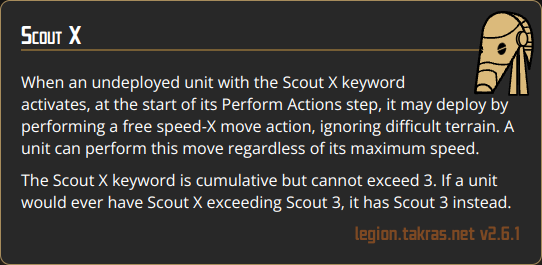 Scout X
When an undeployed unit with the Scout X keyword
activates, at the start of its Perform Actions step, it may deploy by
performing a free speed-X move action, ignoring difficult terrain. A
unit can perform this move regardless of its maximum speed.
The Scout X keyword is cumulative but cannot exceed 3. If a unit
would ever have Scout X exceeding Scout 3, it has Scout 3 instead.
legion.takras.net v2.6.1